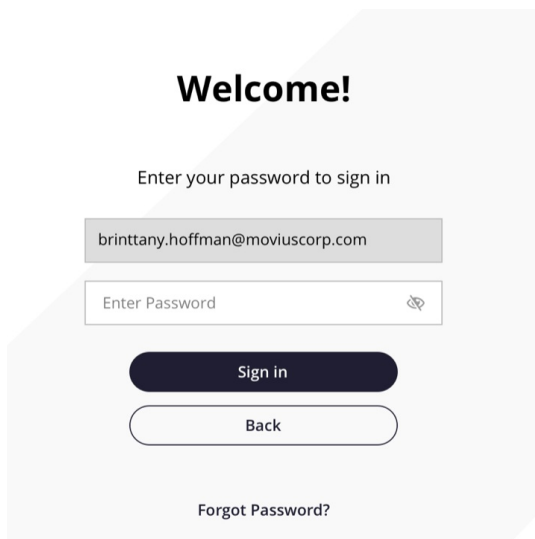 Welcome!
Enter your password to sign in
brinttany.hoffman@moviuscorp.com
Enter Password
Sign in
Back
Forgot Password?